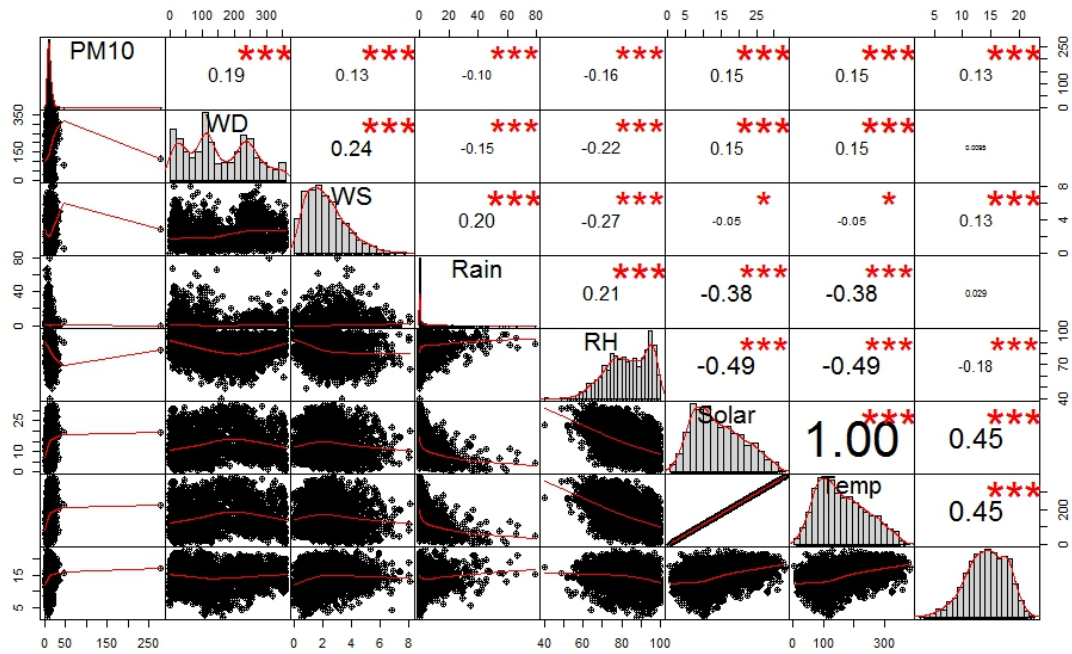 0 100 300 0 20 40 60 80 0 5 15 25 5 10 15 20
PM10 *** 0.19 *** 0.13 *** -0.10 *** -0.16 *** 0.15 *** 0.15 *** 0.13 0 100 250
0 150 350 WD *** 0.24 *** -0.15 *** -0.22 *** 0.15 *** 0.15
WS *** 0.20 *** -0.27 * -0.05 * -0.05 *** 0.13 0 4 8
0 40 80 Rain *** 0.21 *** -0.38 *** -0.38 0.029
RH *** -0.49 *** -0.49 *** -0.18 40 70 100
0 10 25 Solar *** 1.00 *** 0.45
Temp *** 0.45 0 200
5 15
0 50 150 250 0 2 4 6 8 40 60 80 100 0 100 300